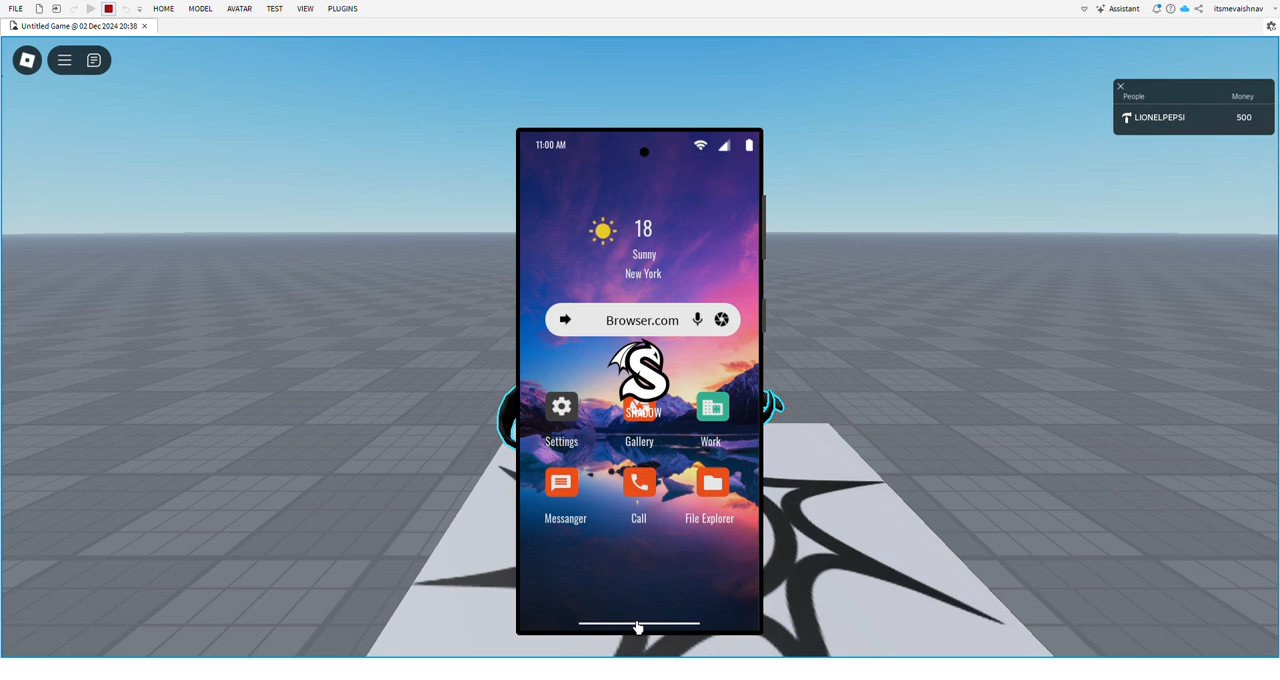 FILE HOME MODEL AVATAR TEST VIEW PLUGINS Assistant itsmevaishnav
Untitled Game @ 02 Dec 2024 20:38
People Money
LIONELPEPSI 500
11:00 AM
18
Sunny
New York
Browser.com
S
SHADOW
Settings Gallery Work
Messanger Call File Explorer